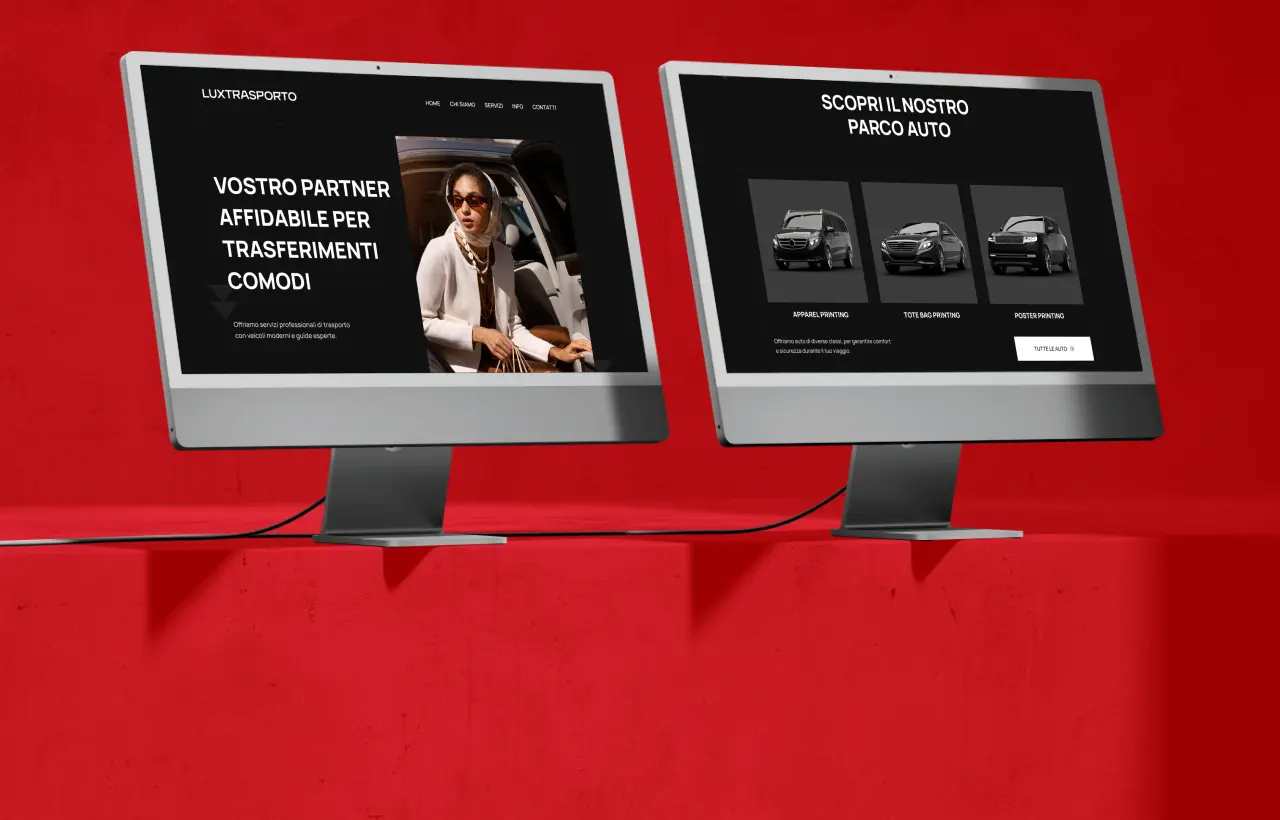 LUXTRASPORTO
HOME CHI SIAMO SERVIZI INFO CONTATTI
VOSTRO PARTNER
AFFIDABILE PER
TRASFERIMENTI
COMODI
Offriamo servizi professionali di trasporto
con veicoli moderni e guide esperte.
SCOPRI IL NOSTRO
PARCO AUTO
APPAREL PRINTING
TOTE BAG PRINTING
POSTER PRINTING
Offriamo auto di diverse classi, per garantire comfort
e sicurezza durante il tuo viaggio.
TUTTE LE AUTO